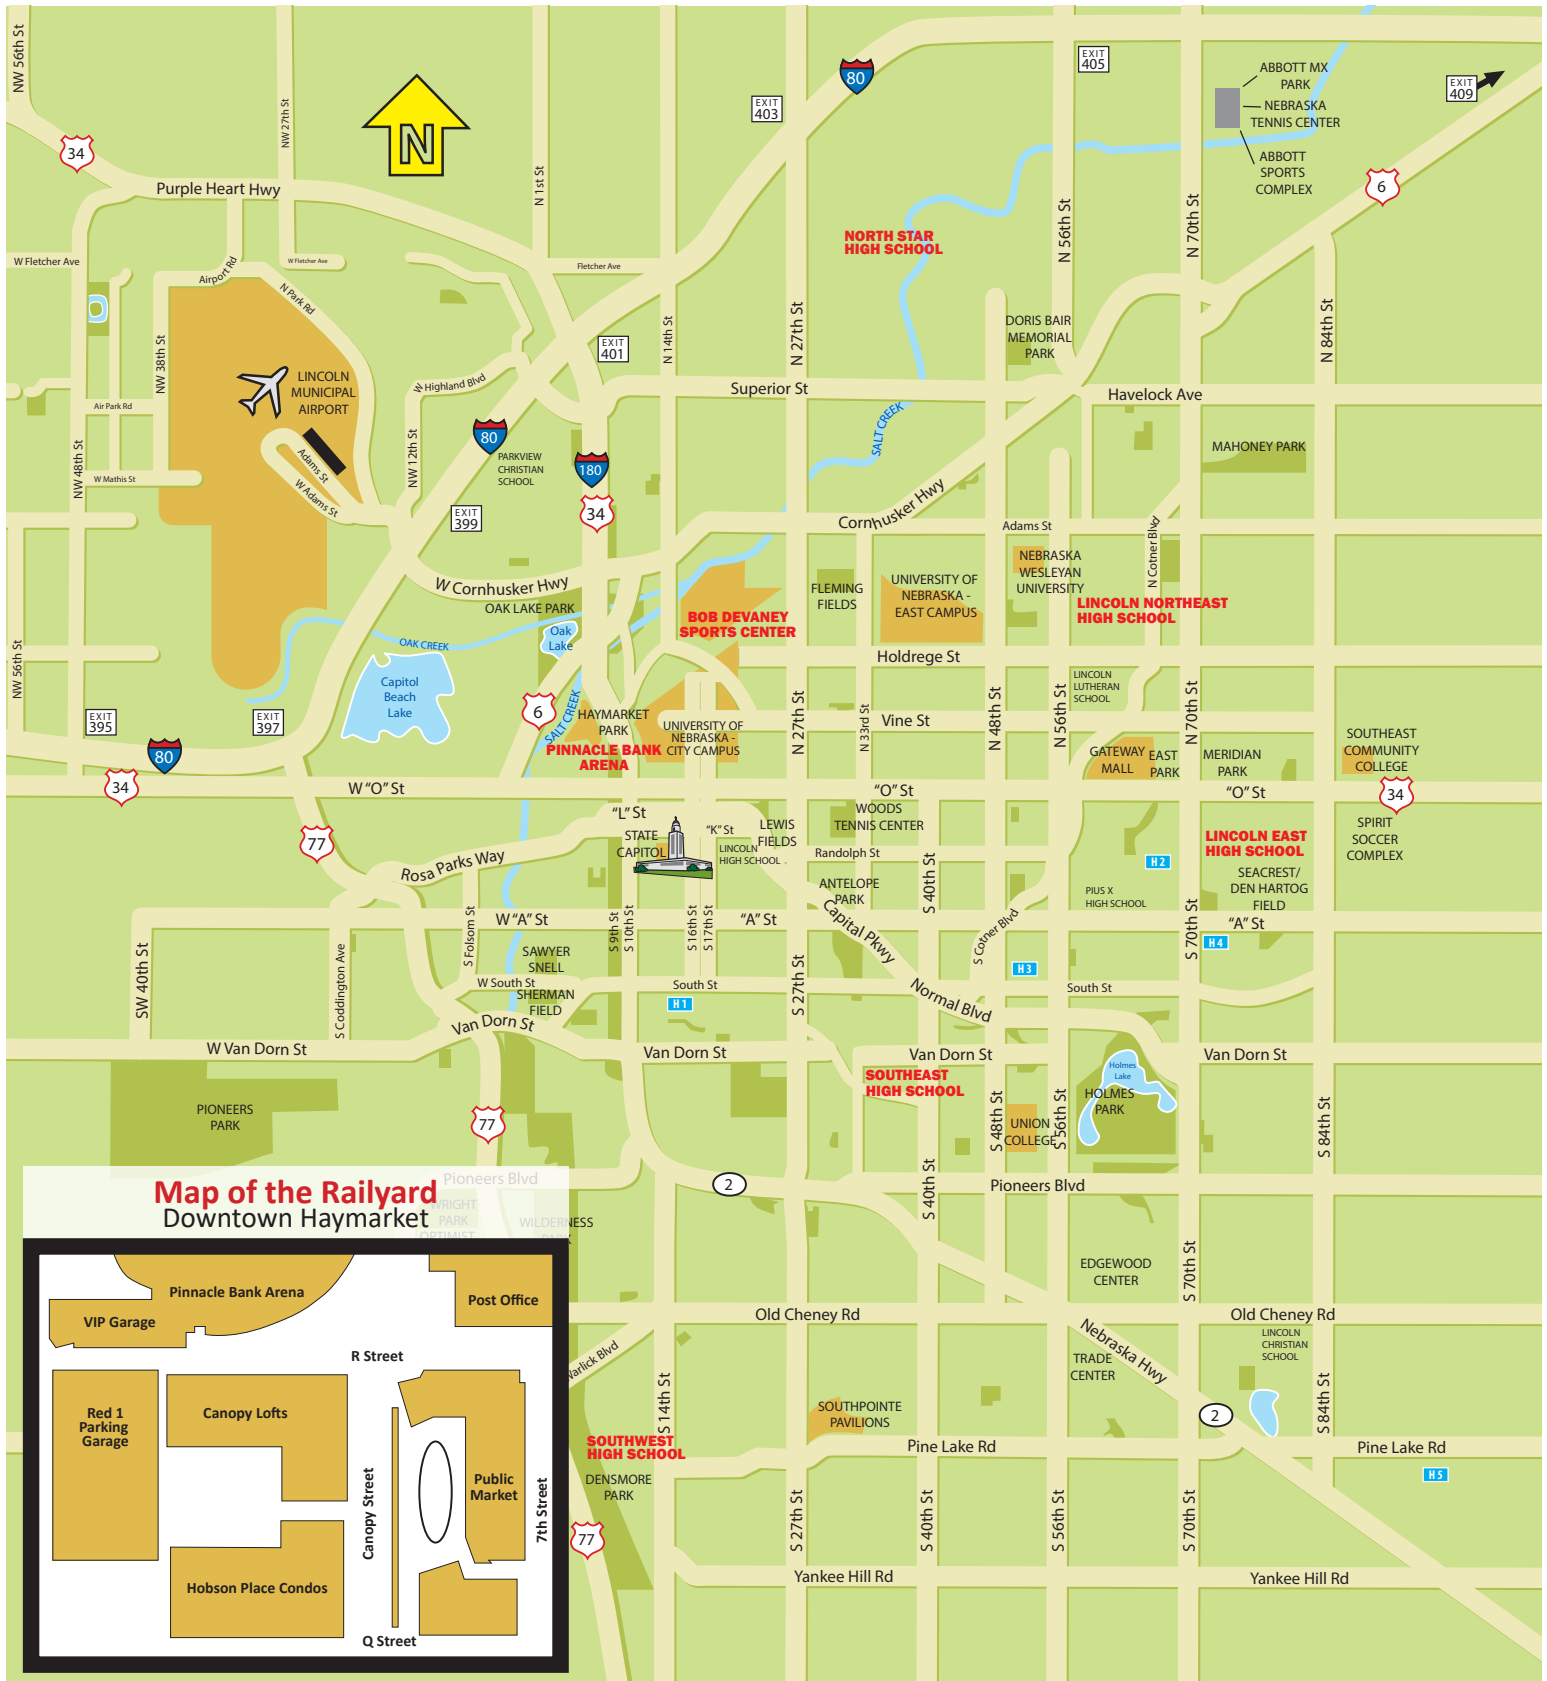 NW 56th St
NW 27th St
N 1st St
EXIT
403
80
EXIT
405
ABBOTT MX
PARK
NEBRASKA
TENNIS CENTER
ABBOTT
SPORTS
COMPLEX
EXIT
409
34
N
Purple Heart Hwy
6
NORTH STAR
HIGH SCHOOL
N 56th St
N 70th St
W Fletcher Ave
Airport Rd
W Fletcher Ave
Fletcher Ave
N Park Rd
NW 38th St
EXIT
401
N 14th St
N 27th St
DORIS BAIR
MEMORIAL
PARK
N 84th St
LINCOLN
MUNICIPAL
AIRPORT
W Highland Blvd
Superior St
Havelock Ave
Air Park Rd
NW 48th St
W Mathis St
Adams St
W Adams St
NW 12th St
80
PARKVIEW
CHRISTIAN
SCHOOL
180
34
EXIT
399
SALT CREEK
MAHONEY PARK
Cornhusker Hwy
Adams St
N Cotner Blvd
W Cornhusker Hwy
OAK LAKE PARK
OAK CREEK
Oak
Lake
FLEMING
FIELDS
UNIVERSITY OF
NEBRASKA -
EAST CAMPUS
NEBRASKA
WESLEYAN
UNIVERSITY
BOB DEVANEY
SPORTS CENTER
LINCOLN NORTHEAST
HIGH SCHOOL
NW 56th St
Holdrege St
Capitol
Beach
Lake
6
SALT CREEK
HAYMARKET
PARK
UNIVERSITY OF
NEBRASKA -
CITY CAMPUS
N 27th St
N 33rd St
Vine St
N 48th St
N 56th St
LINCOLN
LUTHERAN
SCHOOL
N 70th St
EXIT
395
EXIT
397
80
PINNACLE BANK
ARENA
GATEWAY
MALL
EAST
PARK
MERIDIAN
PARK
SOUTHEAST
COMMUNITY
COLLEGE
34
W "O" St
"O" St
"O" St
34
"L" St
"K" St
STATE
CAPITOL
LINCOLN
HIGH SCHOOL
LEWIS
FIELDS
WOODS
TENNIS CENTER
Randolph St
77
Rosa Parks Way
LINCOLN EAST
HIGH SCHOOL
SPIRIT
SOCCER
COMPLEX
H 2
ANTELOPE
PARK
S 40th St
PIUS X
HIGH SCHOOL
SEACREST/
DEN HARTOG
FIELD
W "A" St
"A" St
"A" St
S 9th St
S 10th St
S 16th St
S 17th St
Capital Pkwy
S Cotner Blvd
S 70th St
H 4
SW 40th St
S Coddington Ave
S Folsom St
SAWYER
SNELL
W South St
SHERMAN
FIELD
South St
H 1
S 27th St
Normal Blvd
H 3
South St
W Van Dorn St
Van Dorn St
Van Dorn St
Van Dorn St
Van Dorn St
SOUTHEAST
HIGH SCHOOL
Holmes
Lake
HOLMES
PARK
PIONEERS
PARK
77
S 48th St
UNION
COLLEGE
S 56th St
S 84th St
Pioneers Blvd
2
S 40th St
Pioneers Blvd
WRIGHT
PARK
OPTIMIST
WILDERNESS
PARK
EDGEWOOD
CENTER
S 70th St
Old Cheney Rd
Old Cheney Rd
Warlick Blvd
Nebraska Hwy
TRADE
CENTER
LINCOLN
CHRISTIAN
SCHOOL
S 14th St
SOUTHPOINTE
PAVILIONS
2
S 84th St
SOUTHWEST
HIGH SCHOOL
DENSMORE
PARK
Pine Lake Rd
Pine Lake Rd
H 5
77
S 27th St
S 40th St
S 56th St
S 70th St
Yankee Hill Rd
Yankee Hill Rd
Map of the Railyard
Downtown Haymarket
Pinnacle Bank Arena
VIP Garage
Post Office
R Street
Red 1
Parking
Garage
Canopy Lofts
Canopy Street
Public
Market
7th Street
Hobson Place Condos
Q Street